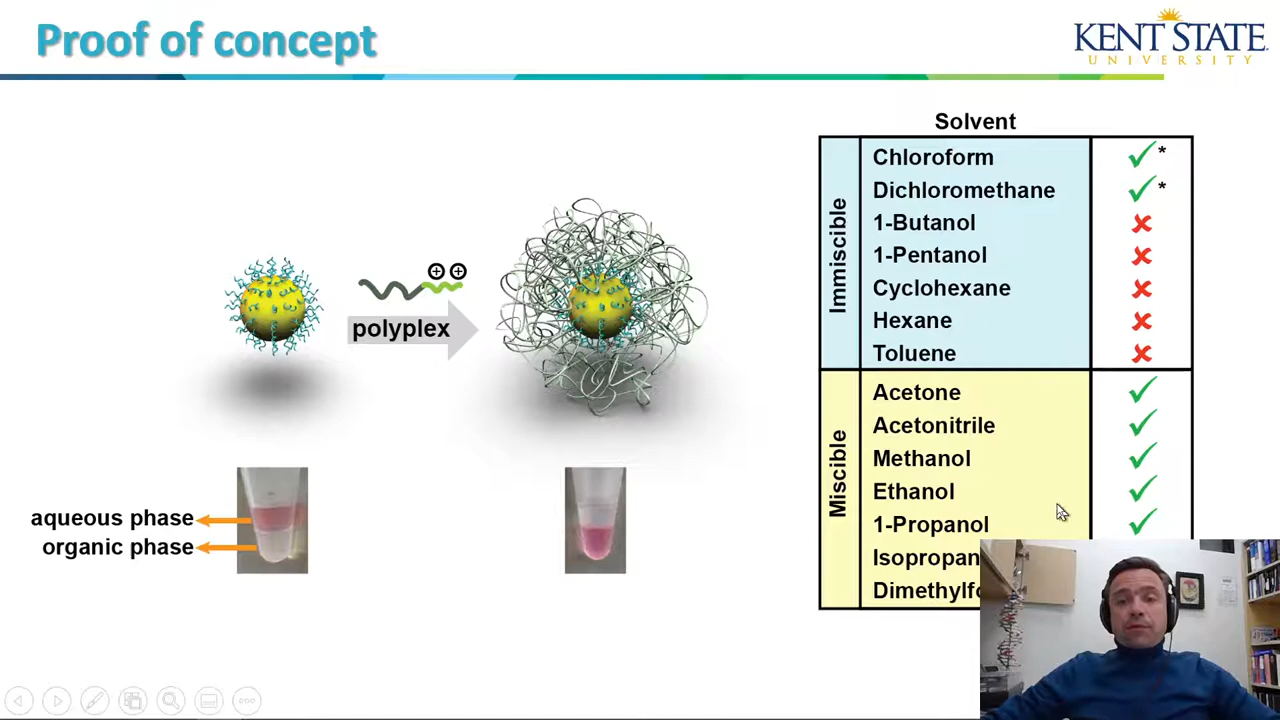 Proof of concept
KENT STATE
UNIVERSITY
Solvent
Immiscible
Chloroform ✓*
Dichloromethane ✓*
1-Butanol ✘
1-Pentanol ✘
Cyclohexane ✘
Hexane ✘
Toluene ✘
Miscible
Acetone ✓
Acetonitrile ✓
Methanol ✓
Ethanol ✓
1-Propanol ✓
Isopropan
Dimethylfo
⊕⊕
polyplex
aqueous phase
organic phase